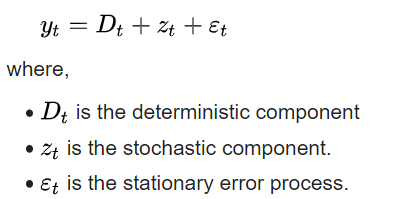 y_t = D_t + z_t + ε_t
where,
• D_t is the deterministic component
• z_t is the stochastic component.
• ε_t is the stationary error process.